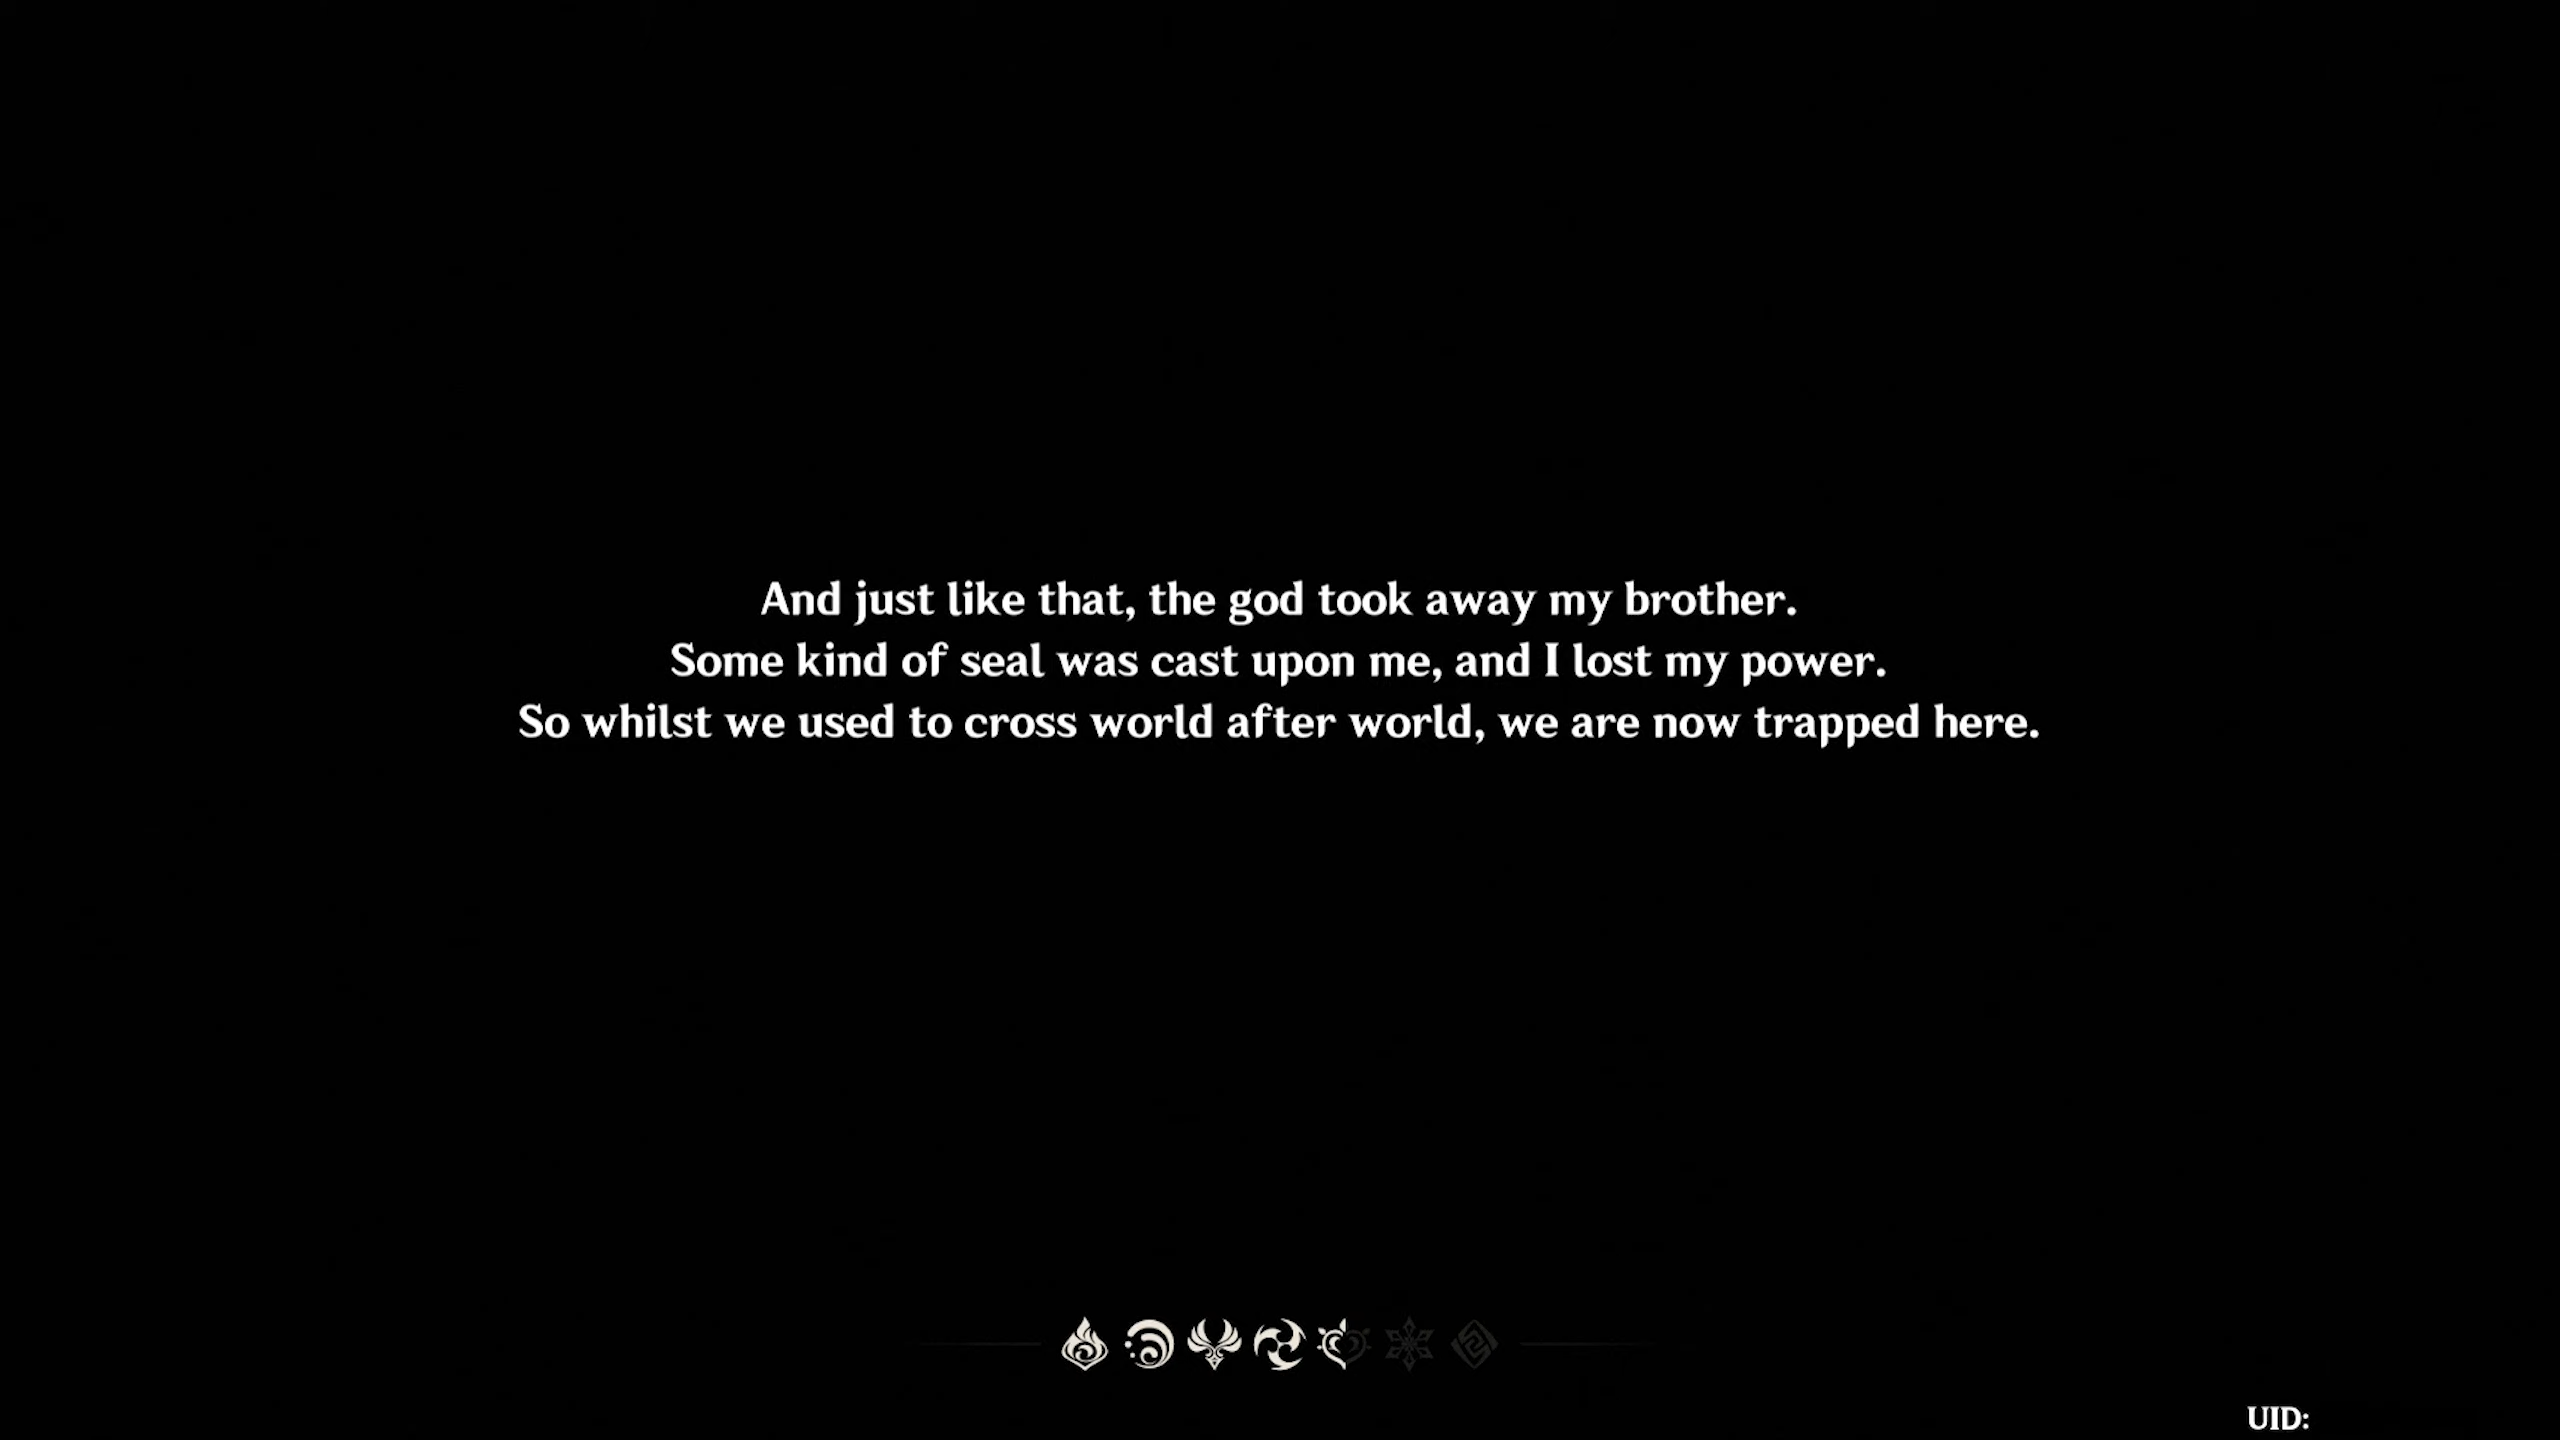 And just like that, the god took away my brother.
Some kind of seal was cast upon me, and I lost my power.
So whilst we used to cross world after world, we are now trapped here.
UID: